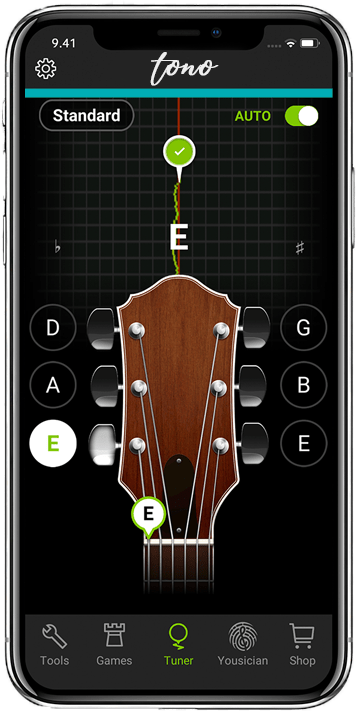 9.41
tono
Standard
AUTO
E
♭
♯
D
G
A
B
E
E
E
Tools
Games
Tuner
Yousician
Shop